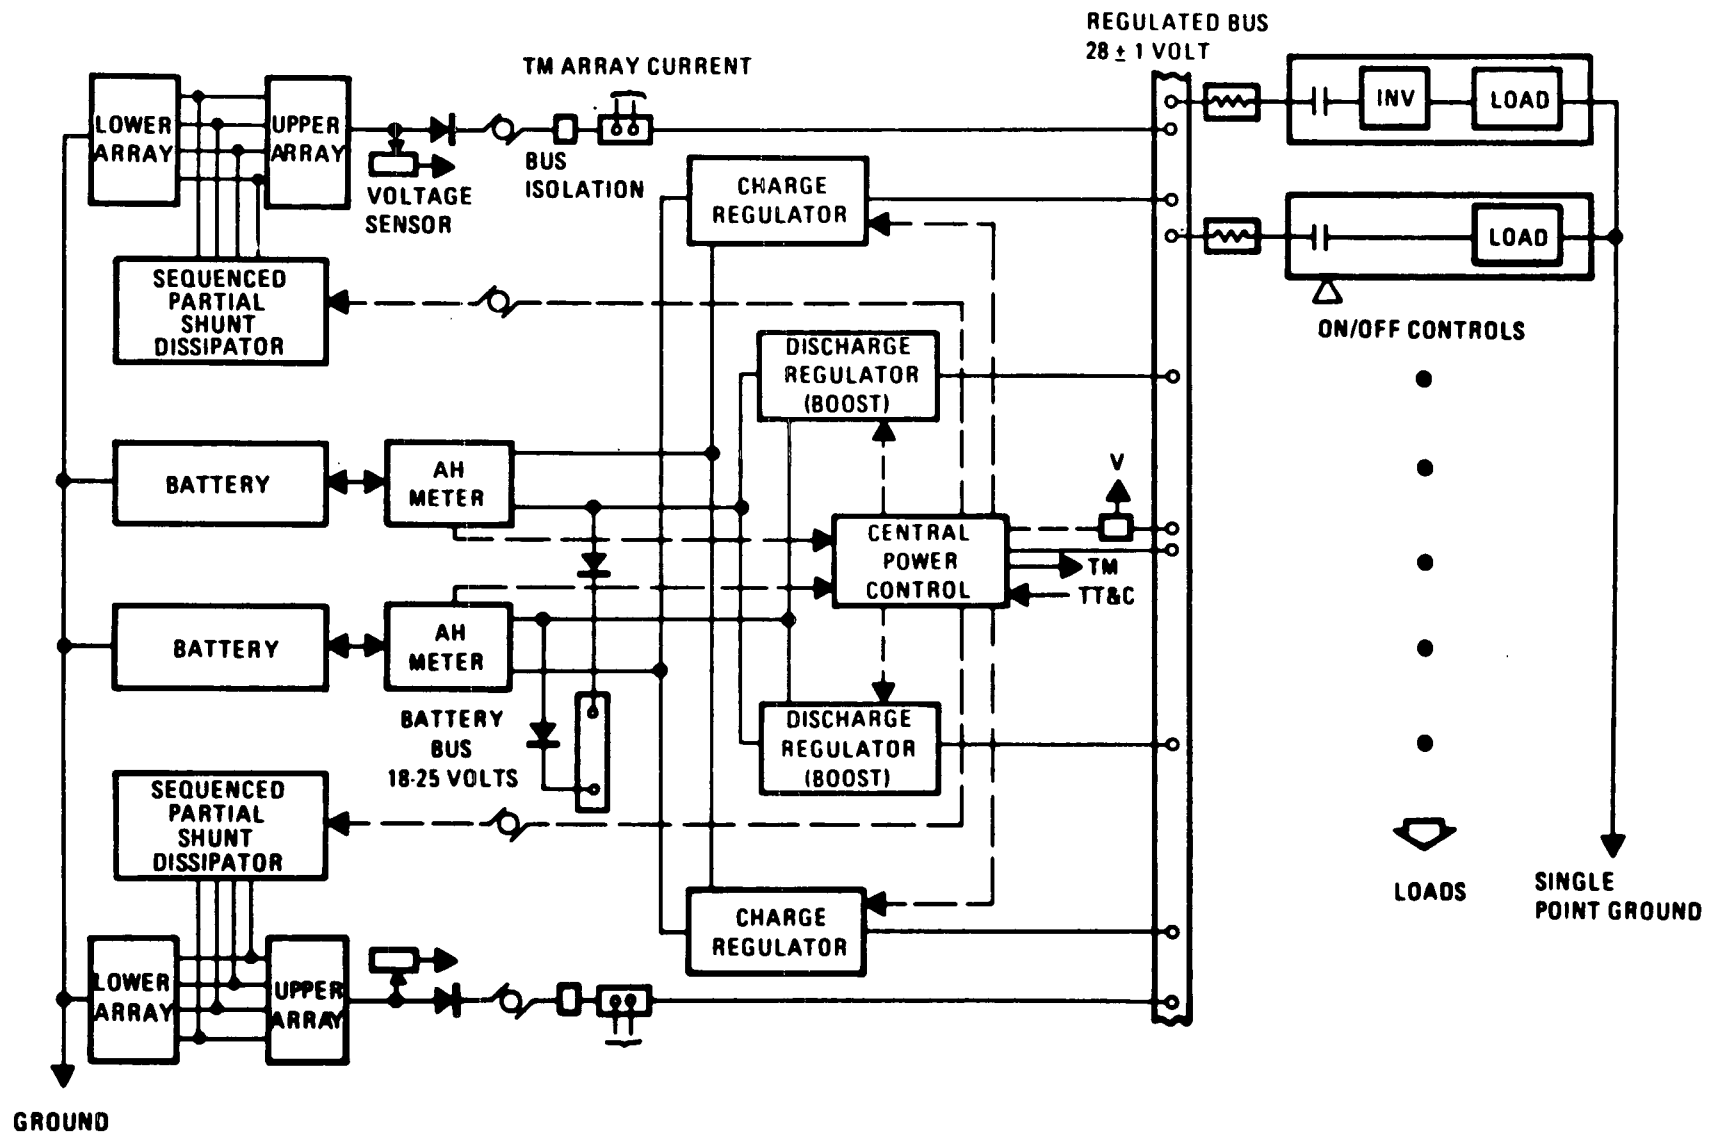 REGULATED BUS
28 ± 1 VOLT
TM ARRAY CURRENT
LOWER
ARRAY
UPPER
ARRAY
VOLTAGE
SENSOR
BUS
ISOLATION
CHARGE
REGULATOR
INV
LOAD
LOAD
ON/OFF CONTROLS
SEQUENCED
PARTIAL
SHUNT
DISSIPATOR
DISCHARGE
REGULATOR
(BOOST)
BATTERY
AH
METER
V
CENTRAL
POWER
CONTROL
TM
TT&C
BATTERY
AH
METER
BATTERY
BUS
18-25 VOLTS
DISCHARGE
REGULATOR
(BOOST)
SEQUENCED
PARTIAL
SHUNT
DISSIPATOR
LOADS
SINGLE
POINT GROUND
CHARGE
REGULATOR
LOWER
ARRAY
UPPER
ARRAY
GROUND